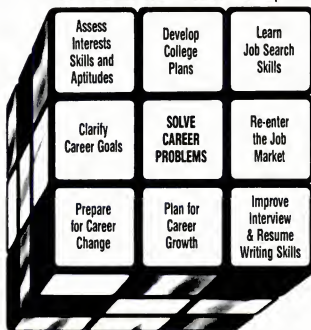 Assess
Interests
Skills and
Aptitudes
Develop
College
Plans
Learn
Job Search
Skills
Clarify
Career Goals
SOLVE
CAREER
PROBLEMS
Re-enter
the Job
Market
Prepare
for Career
Change
Plan for
Career
Growth
Improve
Interview
& Resume
Writing Skills